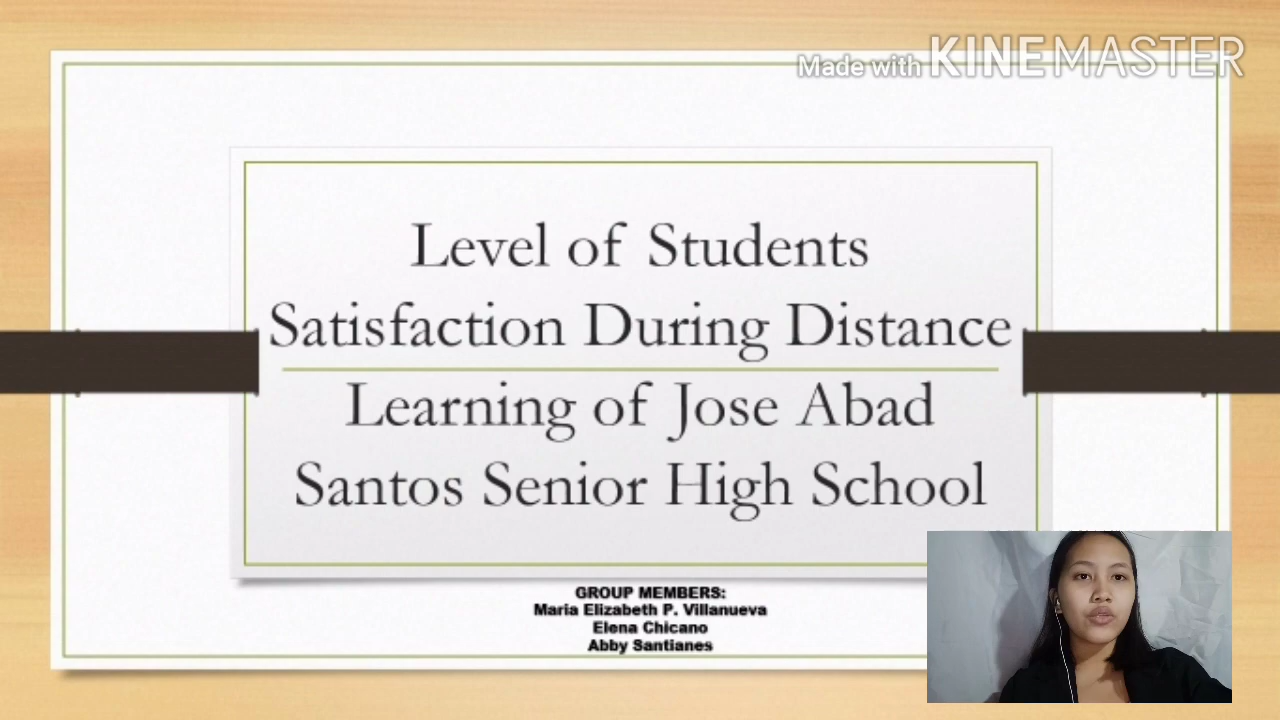 Made with KINEMASTER
Level of Students
Satisfaction During Distance
Learning of Jose Abad
Santos Senior High School
GROUP MEMBERS:
Maria Elizabeth P. Villanueva
Elena Chicano
Abby Santianes